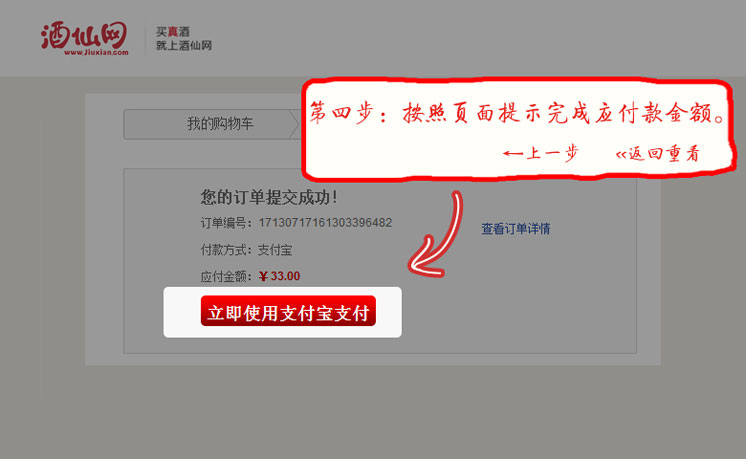 酒仙网
www.Jiuxian.com
买真酒
就上酒仙网
第四步：按照页面提示完成应付款金额。
←上一步 «返回重看
我的购物车
您的订单提交成功！
订单编号：17130717161303396482
查看订单详情
付款方式：支付宝
应付金额：￥33.00
立即使用支付宝支付